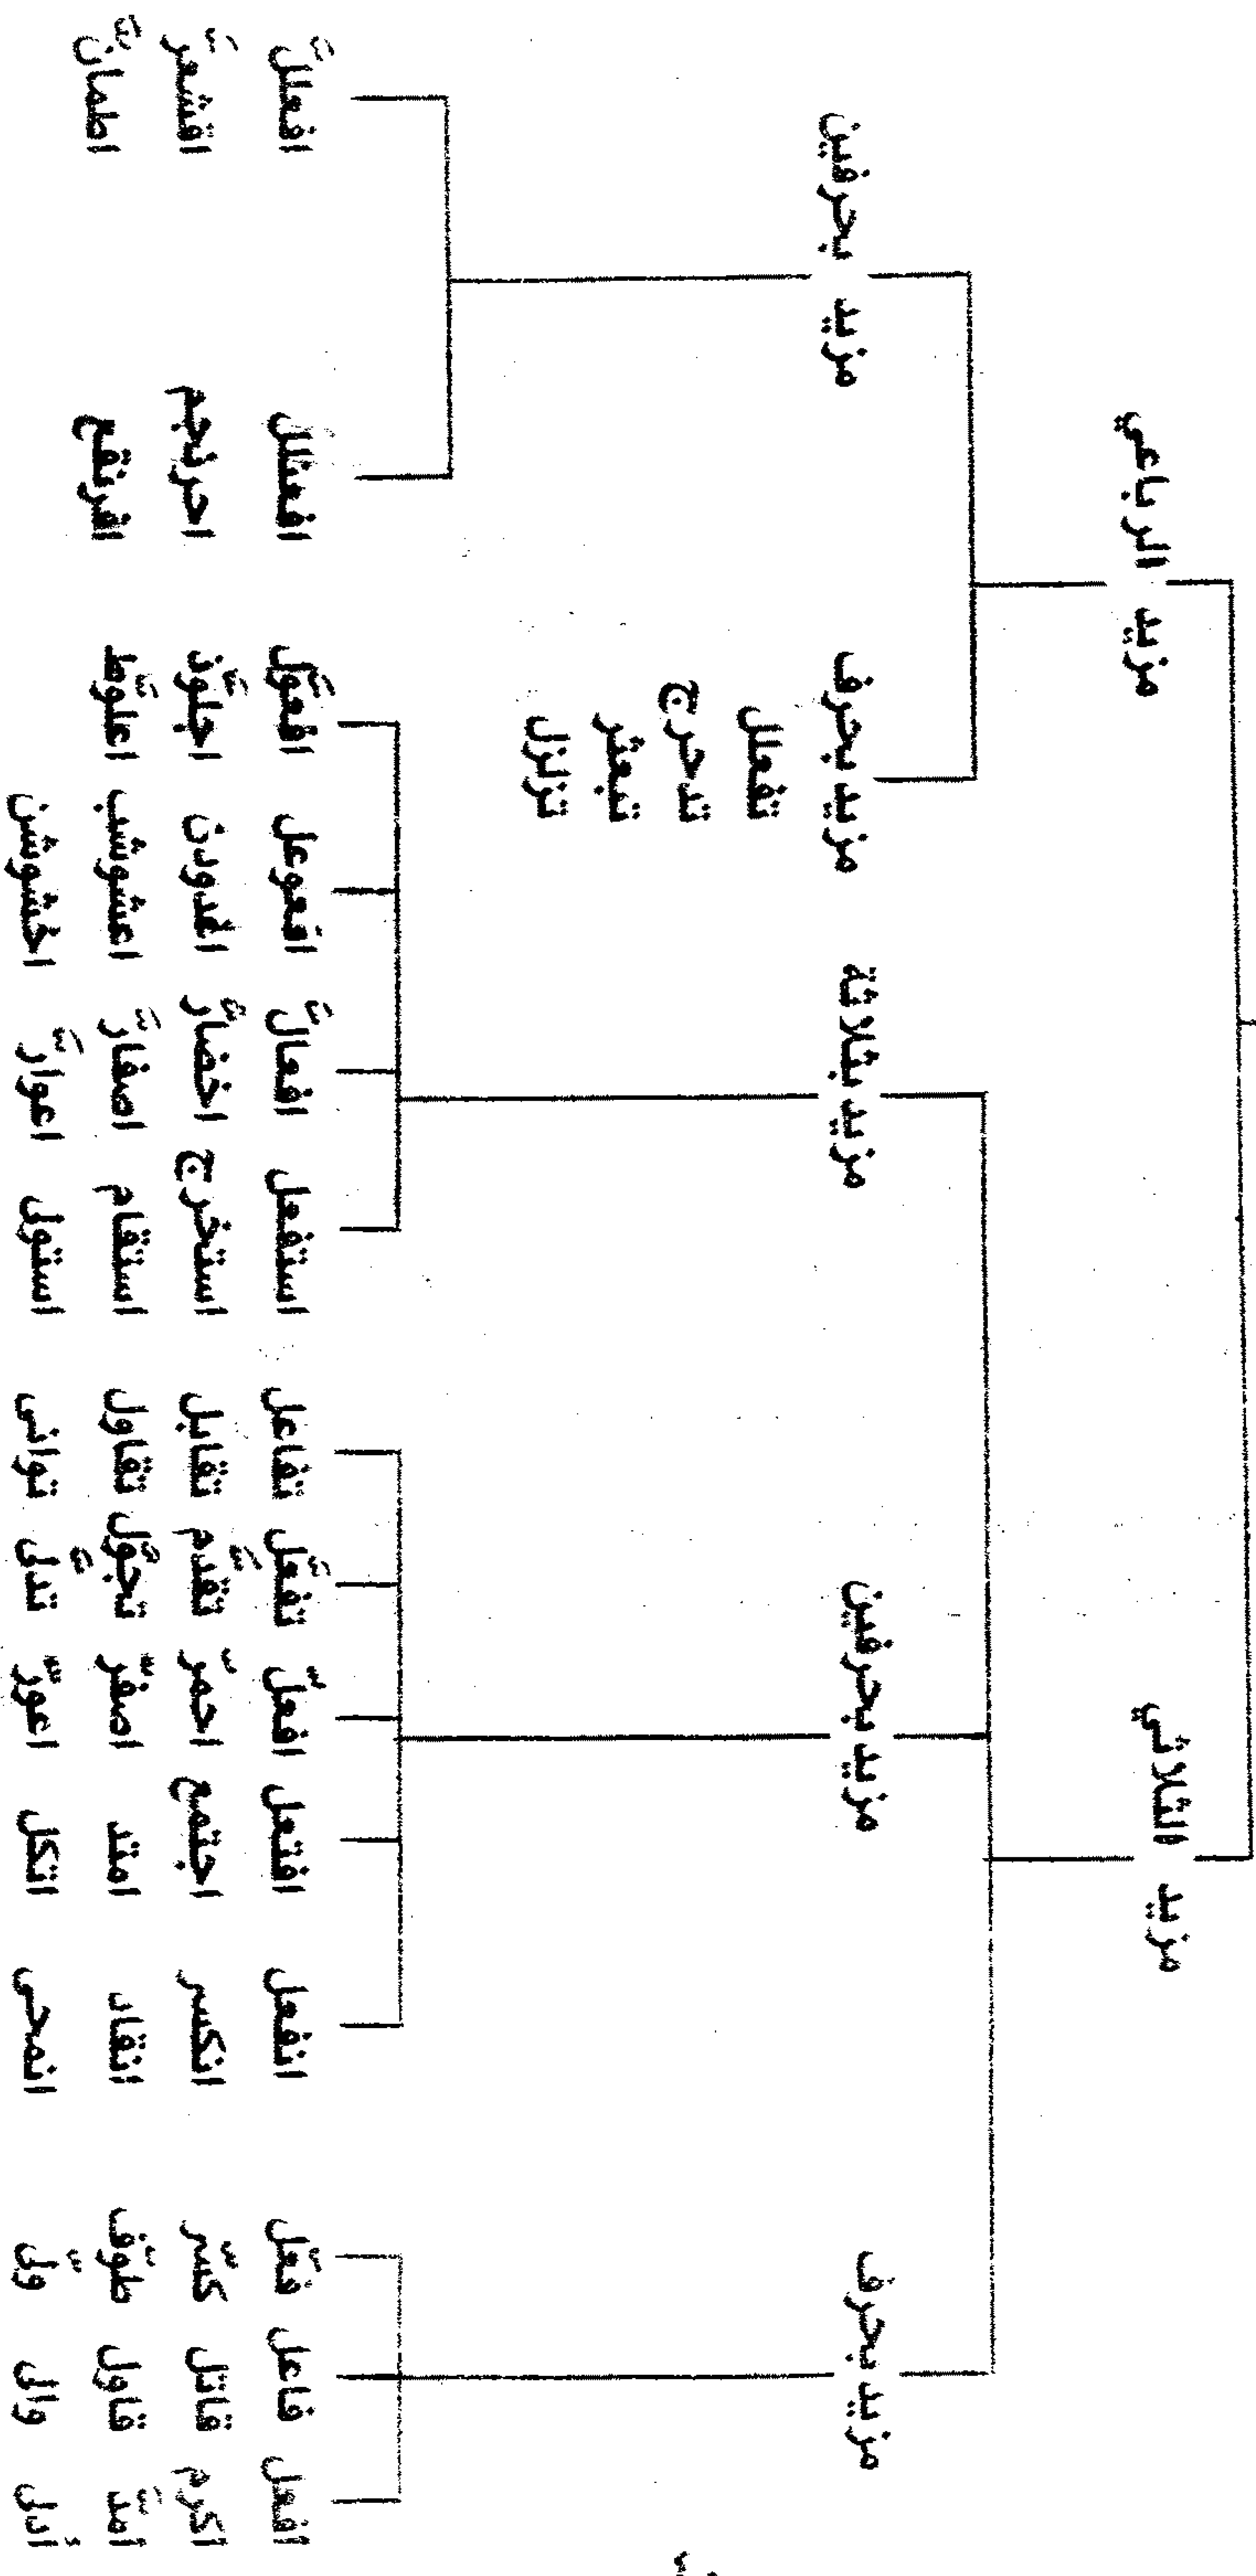 مزيد الثلاثي مزيد الرباعي
مزيد بحرف مزيد بحرفين مزيد بثلاثة مزيد بحرف مزيد بحرفين
تفعلل
تدحرج
تبعثر
تزلزل
أفعل فاعل فعّل انفعل افتعل افعلّ تفعّل تفاعل استفعل افعالّ افعوعل افعوّل افعنلل افعللّ
أكرم قاتل كسّر انكسر اجتمع احمرّ تقدّم تقابل استخرج اخضارّ اغدودن اجلوّذ احرنجم اقشعرّ
أمدّ قاول طوّف انقاد امتد اصفرّ تجوّل تقاول استقام اصفارّ اعشوشب اعلوّط افرنقع اطمأنّ
أدلى والى ولّى انمحى اتكل اعورّ تدلّى توانى استولى اعوارّ اخشوشن